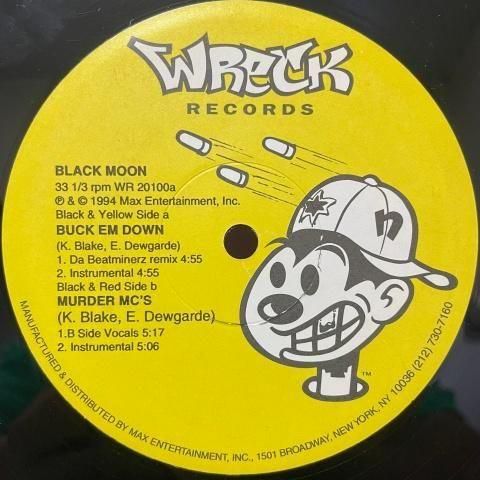 WRECK
RECORDS
BLACK MOON
33 1/3 rpm WR 20100a
℗ & © 1994 Max Entertainment, Inc.
Black & Yellow Side a
BUCK EM DOWN
(K. Blake, E. Dewgarde)
1. Da Beatminerz remix 4:55
2. Instrumental 4:55
Black & Red Side b
MURDER MC'S
(K. Blake, E. Dewgarde)
1.B Side Vocals 5:17
2. Instrumental 5:06
n
TM
MANUFACTURED & DISTRIBUTED BY MAX ENTERTAINMENT, INC., 1501 BROADWAY, NEW YORK, NY 10036 (212) 730-7160